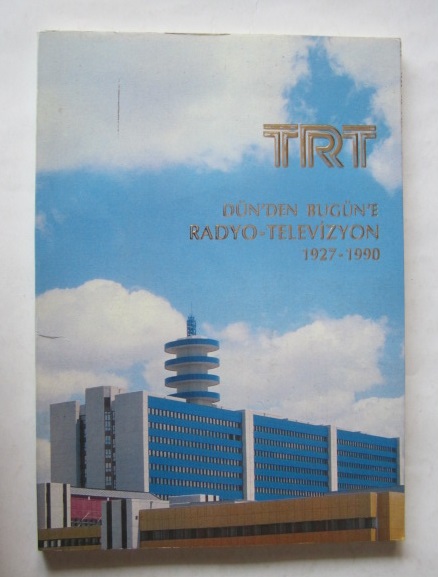 TRT
DÜN'DEN BUGÜN'E
RADYO-TELEVİZYON
1927-1990